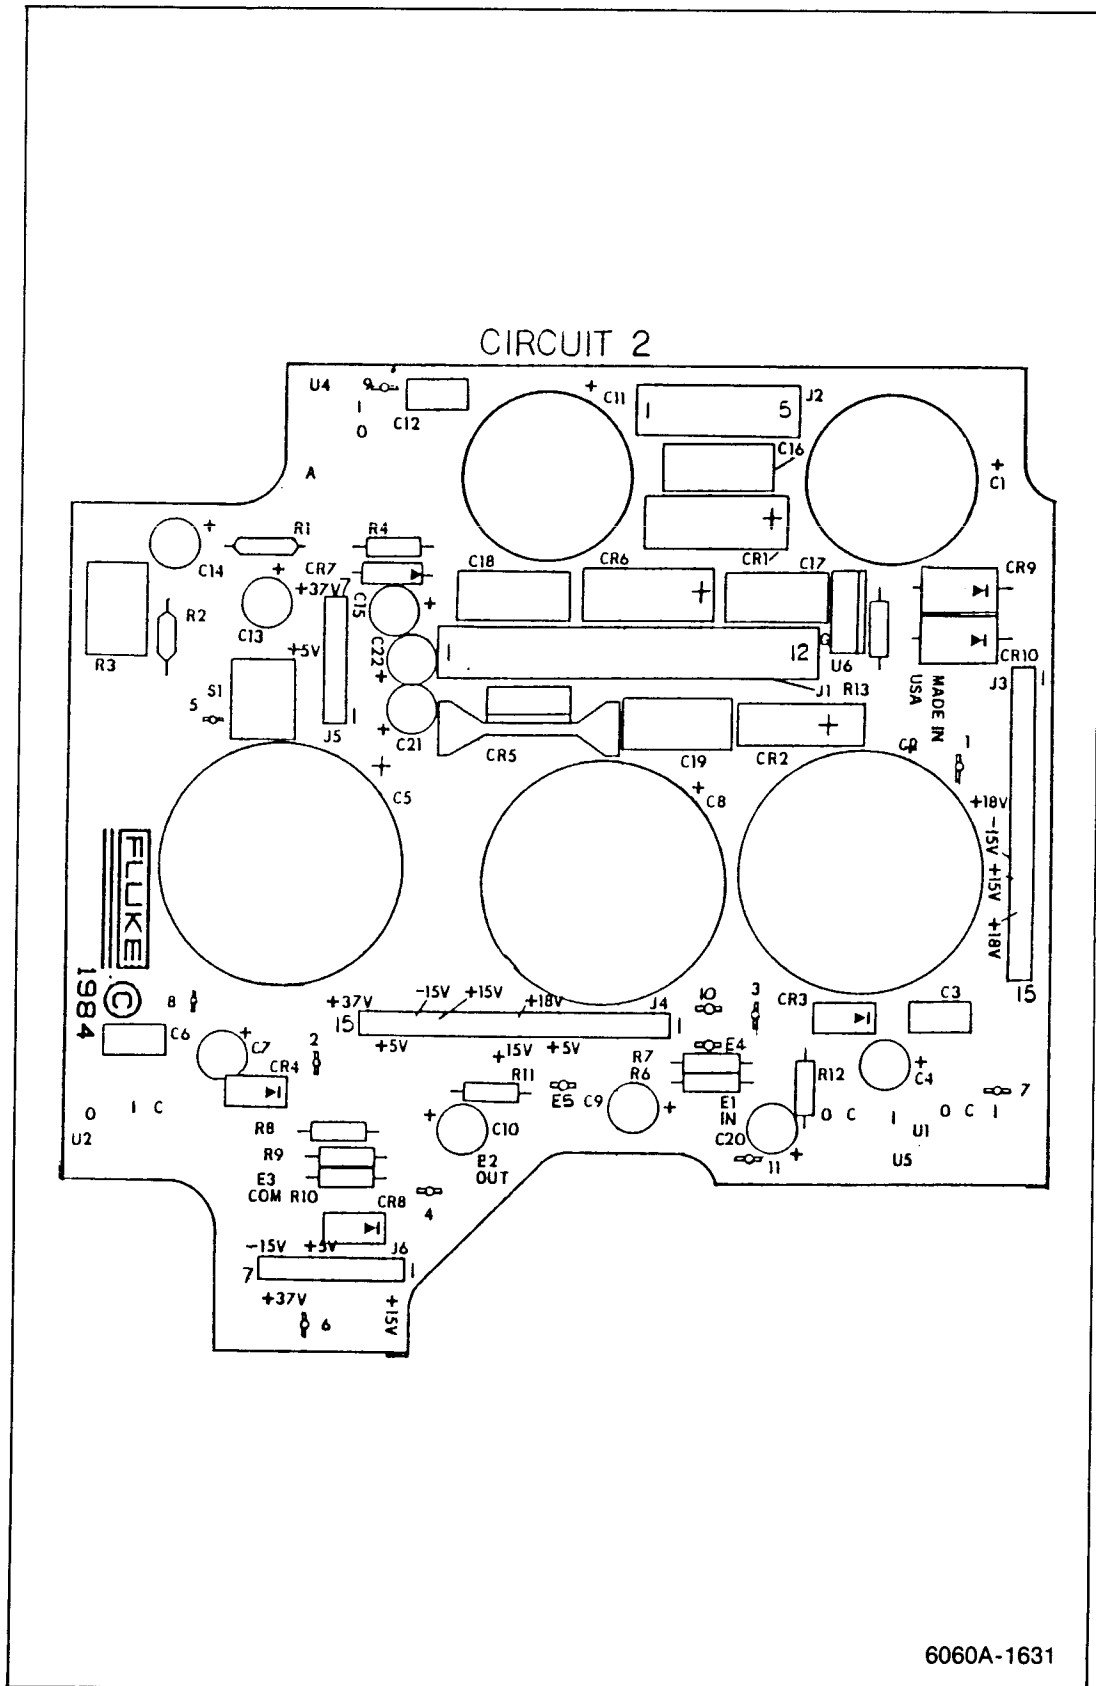 CIRCUIT 2
U4
9
1
0
C12
+
C11
1 5
J2
C16
+
C1
A
+
C14
R1
R4
+
CR1
C18
CR6
+
C17
CR9
CR7
+37V
7
C15
+
C13
+
R2
R3
+5V
C22
+
1 12
J1
U6
R13
CR10
J3
1
S1
5
J5
1
C21
+
CR5
C19
CR2
+
MADE IN
USA
+
C5
+
C8
+
C2
1
+18V
-15V
+15V
+18V
15
FLUKE
© 1984
8
C6
+
C7
CR4
2
+37V
-15V
+15V
+18V
J4
15
1
+5V
+15V
+5V
10
3
CR3
C3
R7
R6
E4
E1
IN
R12
+
C4
7
R11
E5
C9
+
C10
+
E2
OUT
C20
+
11
O C 1
U1
O C 1
U5
O 1 C
U2
R8
R9
E3
COM
R10
CR8
4
-15V
+5V
J6
7
1
+37V
+15V
6
6060A-1631